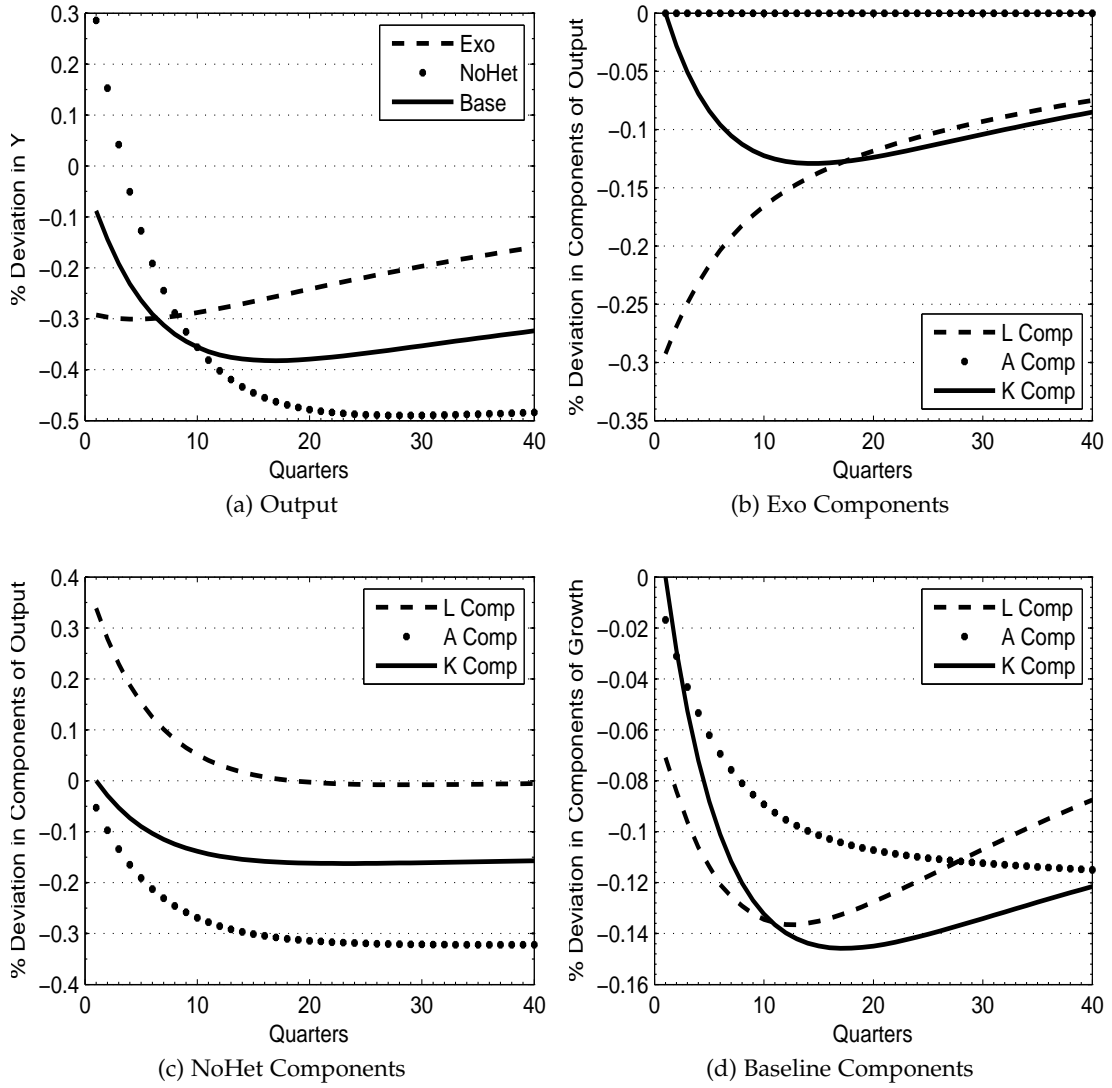 % Deviation in Y
0.3
0.2
0.1
0
−0.1
−0.2
−0.3
−0.4
−0.5
Exo
NoHet
Base
0 10 20 30 40
Quarters
(a) Output
% Deviation in Components of Output
0
−0.05
−0.1
−0.15
−0.2
−0.25
−0.3
−0.35
L Comp
A Comp
K Comp
0 10 20 30 40
Quarters
(b) Exo Components
% Deviation in Components of Output
0.4
0.3
0.2
0.1
0
−0.1
−0.2
−0.3
−0.4
L Comp
A Comp
K Comp
0 10 20 30 40
Quarters
(c) NoHet Components
% Deviation in Components of Growth
0
−0.02
−0.04
−0.06
−0.08
−0.1
−0.12
−0.14
−0.16
L Comp
A Comp
K Comp
0 10 20 30 40
Quarters
(d) Baseline Components